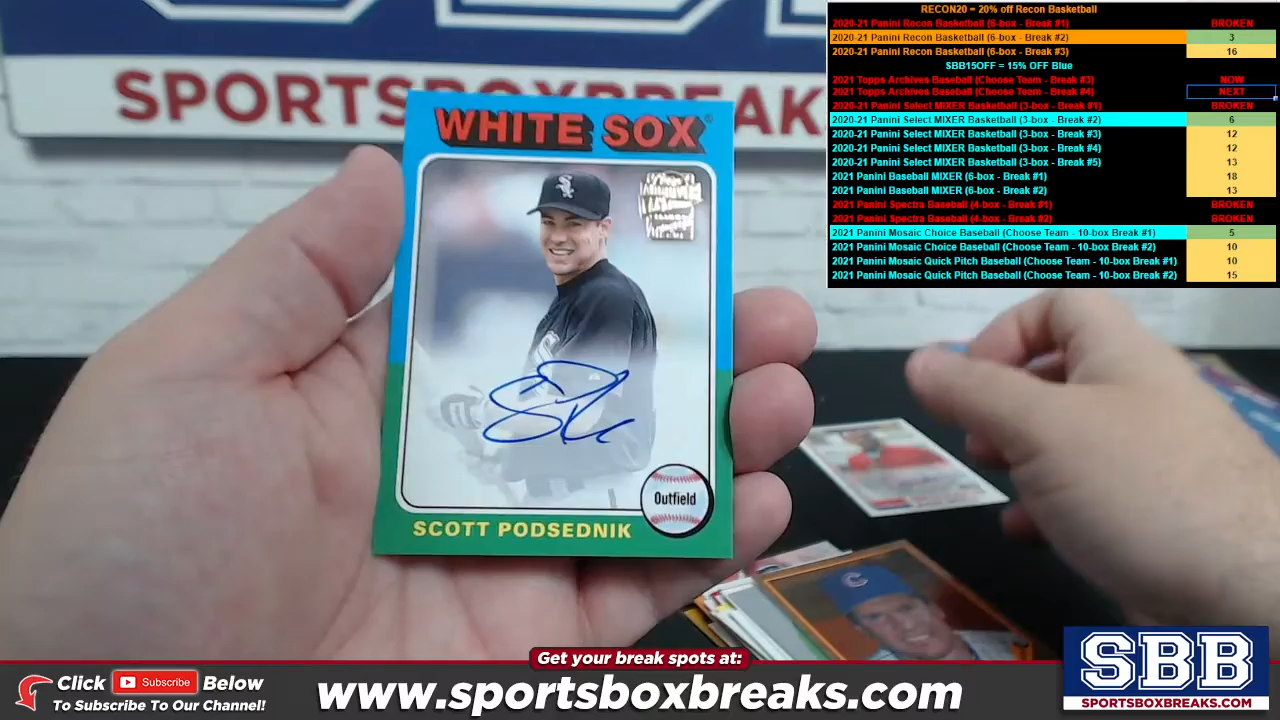 SPORTSBOXBREAK
RECON20 = 20% off Recon Basketball
2020-21 Panini Recon Basketball (6-box - Break #1) BROKEN
2020-21 Panini Recon Basketball (6-box - Break #2) 3
2020-21 Panini Recon Basketball (6-box - Break #3) 16
SBB15OFF = 15% OFF Blue
2021 Topps Archives Baseball (Choose Team - Break #3) NOW
2021 Topps Archives Baseball (Choose Team - Break #4) NEXT
2020-21 Panini Select MIXER Basketball (3-box - Break #1) BROKEN
2020-21 Panini Select MIXER Basketball (3-box - Break #2) 6
2020-21 Panini Select MIXER Basketball (3-box - Break #3) 12
2020-21 Panini Select MIXER Basketball (3-box - Break #4) 12
2020-21 Panini Select MIXER Basketball (3-box - Break #5) 13
2021 Panini Baseball MIXER (6-box - Break #1) 18
2021 Panini Baseball MIXER (6-box - Break #2) 13
2021 Panini Spectra Baseball (4-box - Break #1) BROKEN
2021 Panini Spectra Baseball (4-box - Break #2) BROKEN
2021 Panini Mosaic Choice Baseball (Choose Team - 10-box Break #1) 5
2021 Panini Mosaic Choice Baseball (Choose Team - 10-box Break #2) 10
2021 Panini Mosaic Quick Pitch Baseball (Choose Team - 10-box Break #1) 10
2021 Panini Mosaic Quick Pitch Baseball (Choose Team - 10-box Break #2) 15
WHITE SOX
Outfield
SCOTT PODSEDNIK
C
Get your break spots at:
Click Subscribe Below
To Subscribe To Our Channel!
www.sportsboxbreaks.com
SBB
SPORTSBOXBREAKS.COM